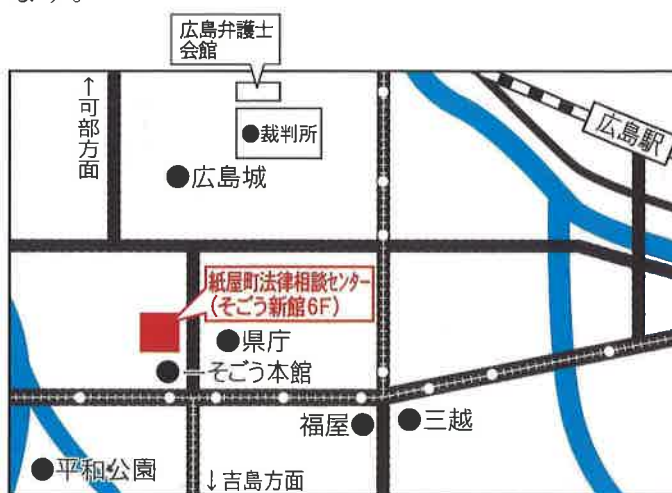 ます。
広島弁護士
会館
↑可部方面
●裁判所
広島駅
●広島城
紙屋町法律相談センター
(そごう新館6F)
●県庁
●そごう本館
福屋●
●三越
●平和公園
↓吉島方面